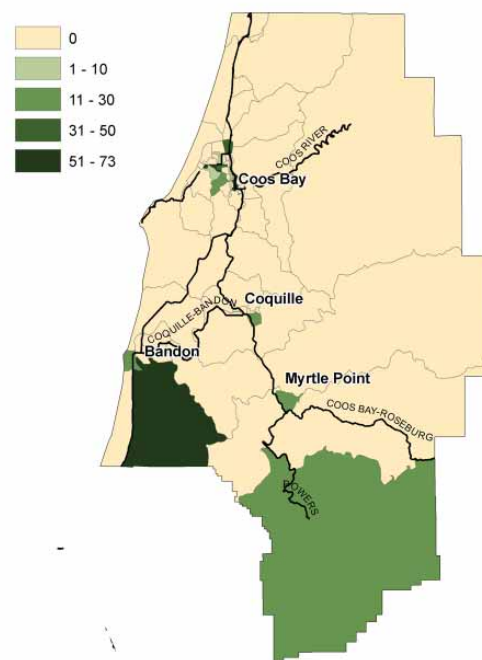 0
1 - 10
11 - 30
31 - 50
51 - 73
COOS RIVER
Coos Bay
Coquille
COQUILLE-BANDON
Bandon
Myrtle Point
COOS BAY-ROSEBURG
POWERS